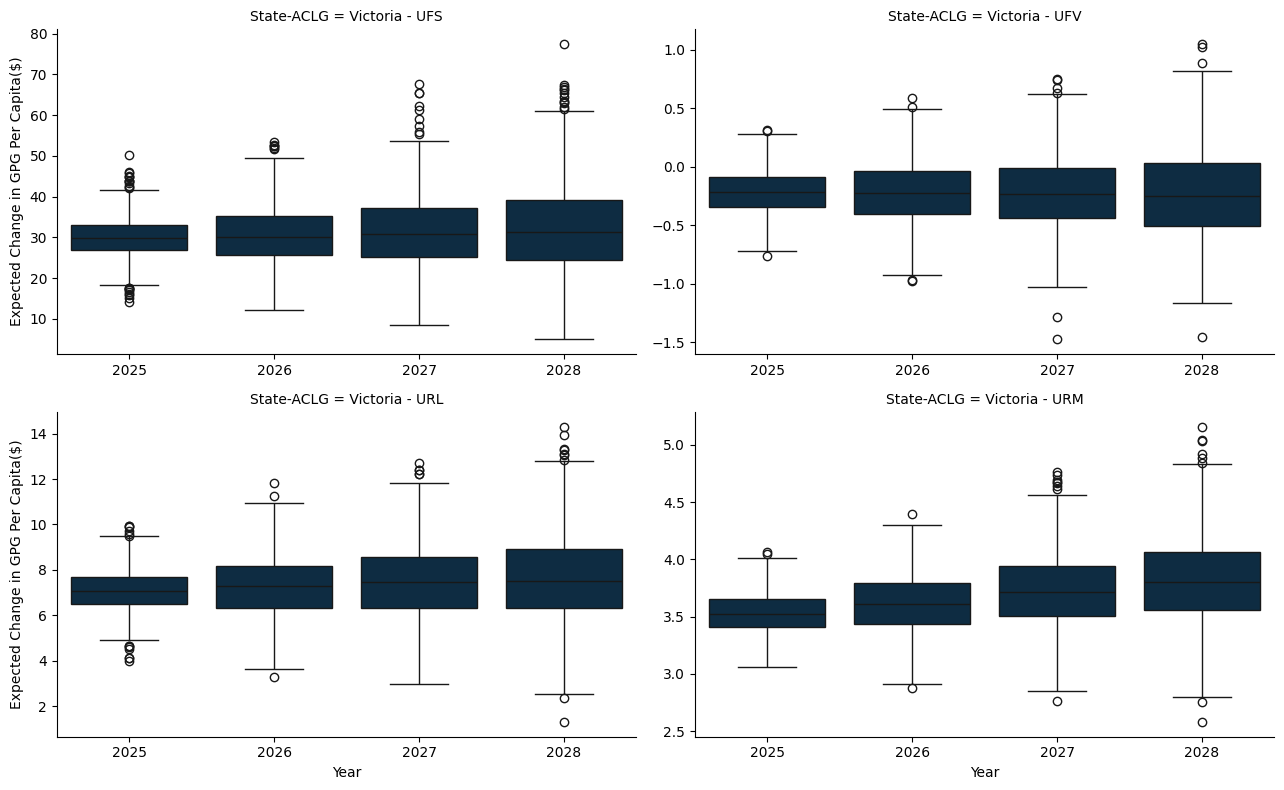 State-ACLG = Victoria - UFS
Expected Change in GPG Per Capita($)
80
70
60
50
40
30
20
10
2025 2026 2027 2028
State-ACLG = Victoria - UFV
1.0
0.5
0.0
−0.5
−1.0
−1.5
2025 2026 2027 2028
State-ACLG = Victoria - URL
Expected Change in GPG Per Capita($)
14
12
10
8
6
4
2
2025 2026 2027 2028
Year
State-ACLG = Victoria - URM
5.0
4.5
4.0
3.5
3.0
2.5
2025 2026 2027 2028
Year